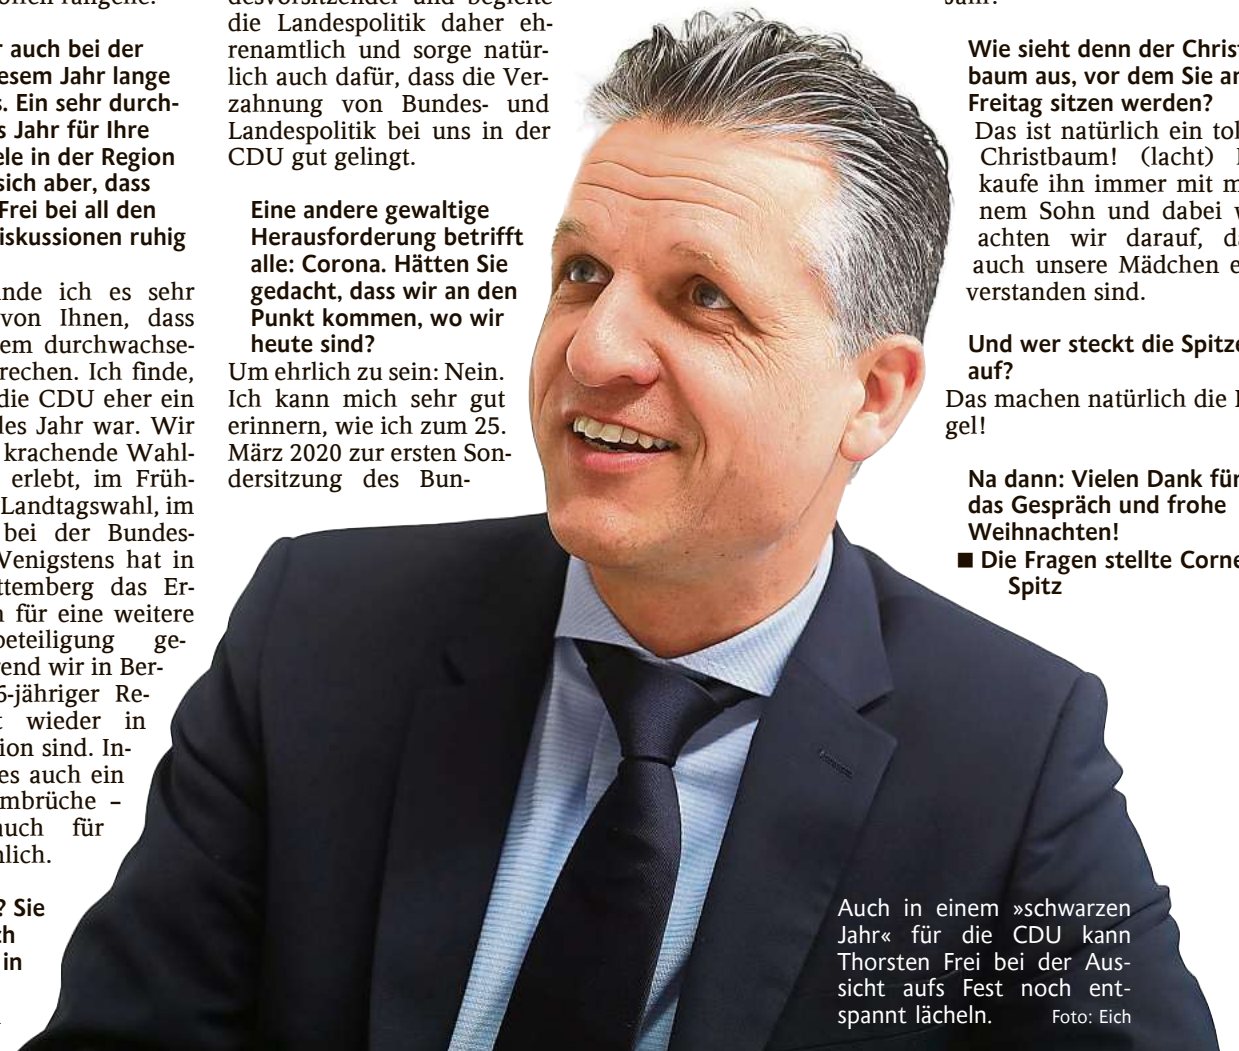 r auch bei der
esem Jahr lange
s. Ein sehr durch-
s Jahr für Ihre
ele in der Region
sich aber, dass
Frei bei all den
iskussionen ruhig
nde ich es sehr
von Ihnen, dass
em durchwachse-
rechen. Ich finde,
die CDU eher ein
les Jahr war. Wir
krachende Wahl-
erlebt, im Früh-
Landtagswahl, im
bei der Bundes-
Wenigstens hat in
ttemberg das Er-
n für eine weitere
beteiligung ge-
rend wir in Ber-
6-jähriger Re-
t wieder in
ion sind. In-
es auch ein
mbrüche –
auch für
nlich.
? Sie
ch
in
die Landespolitik daher eh-
renamtlich und sorge natür-
lich auch dafür, dass die Ver-
zahnung von Bundes- und
Landespolitik bei uns in der
CDU gut gelingt.
Eine andere gewaltige
Herausforderung betrifft
alle: Corona. Hätten Sie
gedacht, dass wir an den
Punkt kommen, wo wir
heute sind?
Um ehrlich zu sein: Nein.
Ich kann mich sehr gut
erinnern, wie ich zum 25.
März 2020 zur ersten Son-
dersitzung des Bun-
Wie sieht denn der Christ
baum aus, vor dem Sie an
Freitag sitzen werden?
Das ist natürlich ein tol
Christbaum! (lacht)
kaufe ihn immer mit m
nem Sohn und dabei w
achten wir darauf, da
auch unsere Mädchen e
verstanden sind.
Und wer steckt die Spitze
auf?
Das machen natürlich die
gel!
Na dann: Vielen Dank für
das Gespräch und frohe
Weihnachten!
■ Die Fragen stellte Corne
Spitz
Auch in einem »schwarzen
Jahr« für die CDU kann
Thorsten Frei bei der Aus-
sicht aufs Fest noch ent-
spannt lächeln. Foto: Eich